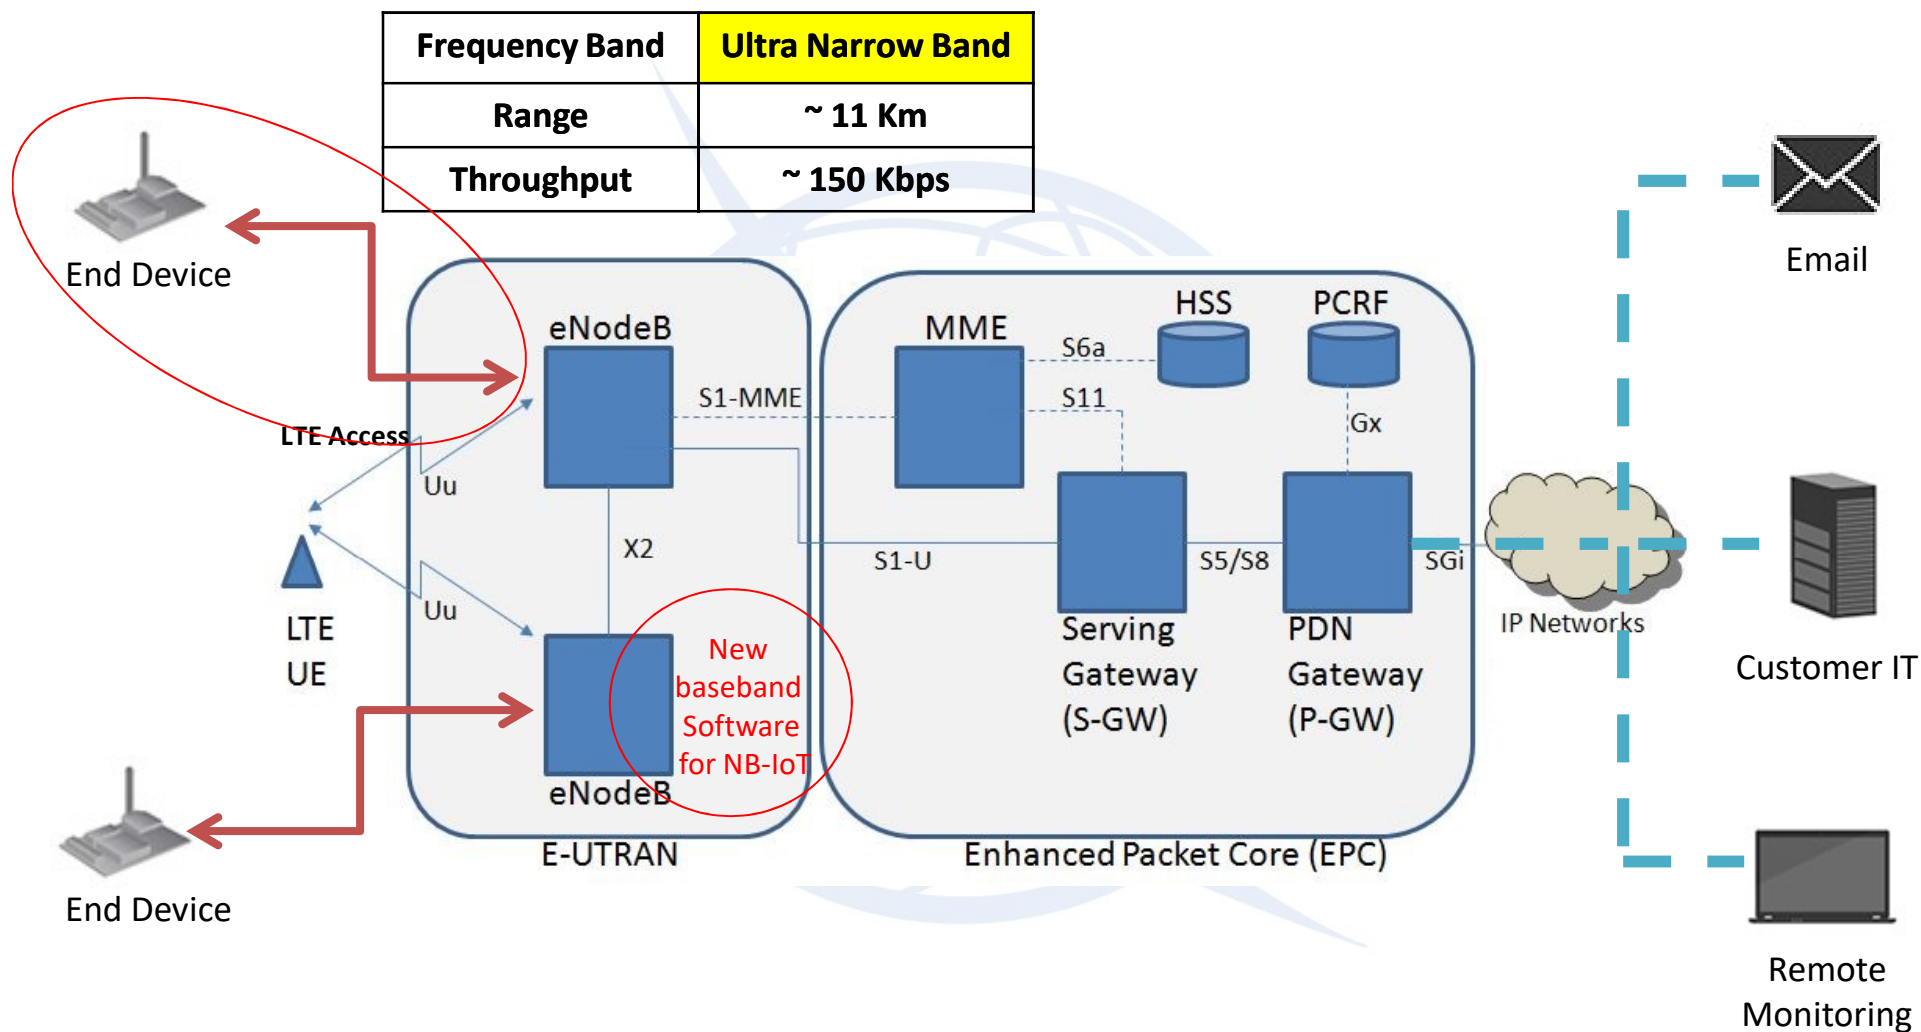 Frequency Band Ultra Narrow Band
Range ~ 11 Km
Throughput ~ 150 Kbps
End Device
Email
eNodeB
MME
HSS
PCRF
S6a
S1-MME
S11
Gx
LTE Access
Uu
X2
S1-U
S5/S8
SGi
Uu
LTE
UE
Serving
Gateway
(S-GW)
PDN
Gateway
(P-GW)
IP Networks
Customer IT
New
baseband
Software
for NB-IoT
eNodeB
E-UTRAN
Enhanced Packet Core (EPC)
End Device
Remote
Monitoring